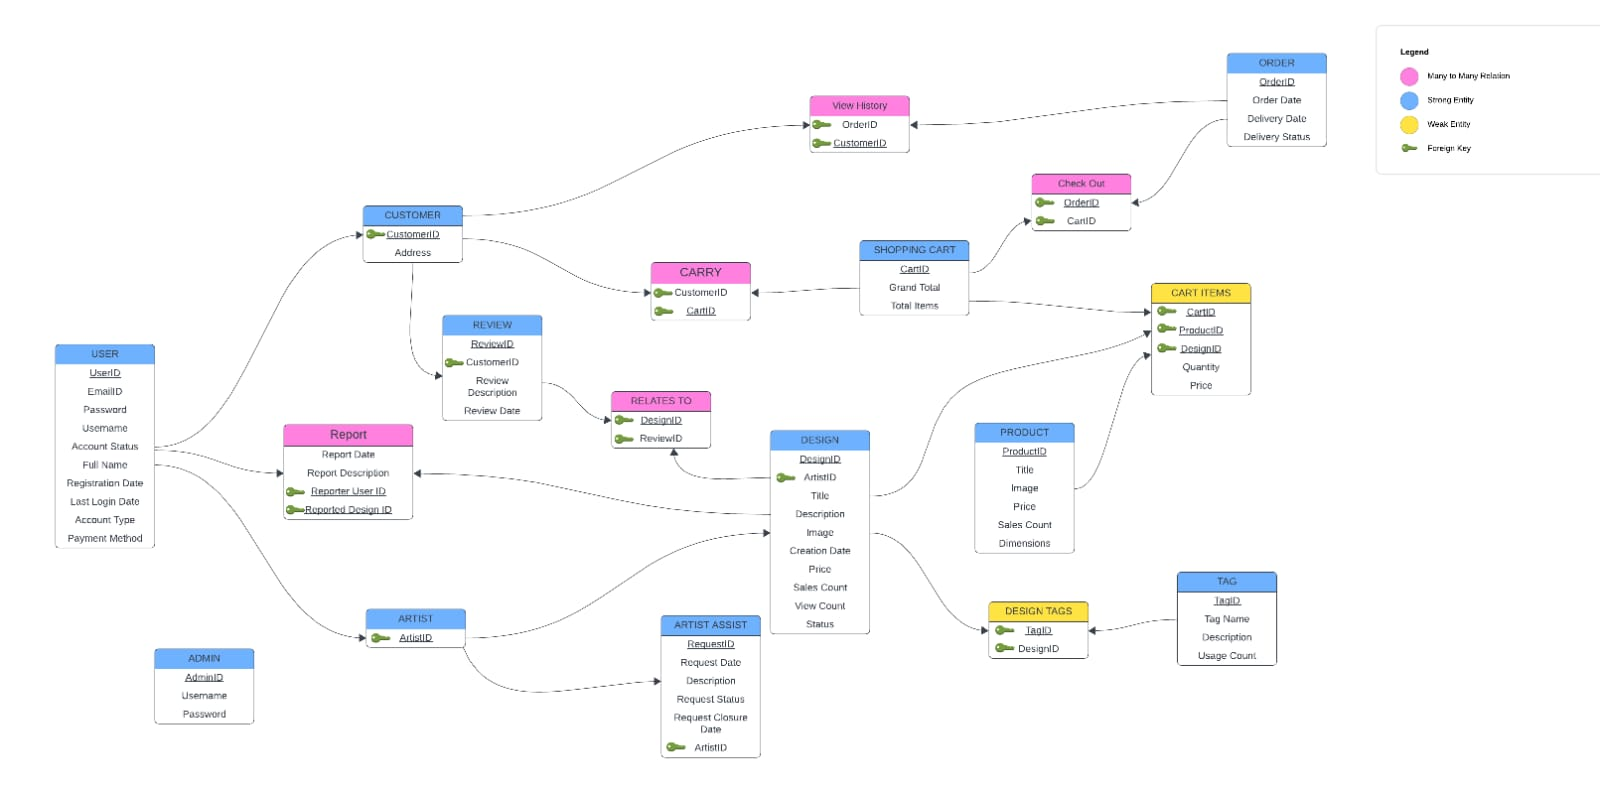 Legend
Many to Many Relation
Strong Entity
Weak Entity
Foreign Key
ORDER
OrderID
Order Date
Delivery Date
Delivery Status
View History
OrderID
CustomerID
Check Out
OrderID
CartID
CUSTOMER
CustomerID
Address
SHOPPING CART
CartID
Grand Total
Total Items
CARRY
CustomerID
CartID
CART ITEMS
CartID
ProductID
DesignID
Quantity
Price
REVIEW
ReviewID
CustomerID
Review
Description
Review Date
USER
UserID
EmailID
Password
Username
Account Status
Full Name
Registration Date
Last Login Date
Account Type
Payment Method
RELATES TO
DesignID
ReviewID
Report
Report Date
Report Description
Reporter User ID
Reported Design ID
DESIGN
DesignID
ArtistID
Title
Description
Image
Creation Date
Price
Sales Count
View Count
Status
PRODUCT
ProductID
Title
Image
Price
Sales Count
Dimensions
TAG
TagID
Tag Name
Description
Usage Count
DESIGN TAGS
TagID
DesignID
ARTIST
ArtistID
ARTIST ASSIST
RequestID
Request Date
Description
Request Status
Request Closure
Date
ArtistID
ADMIN
AdminID
Username
Password